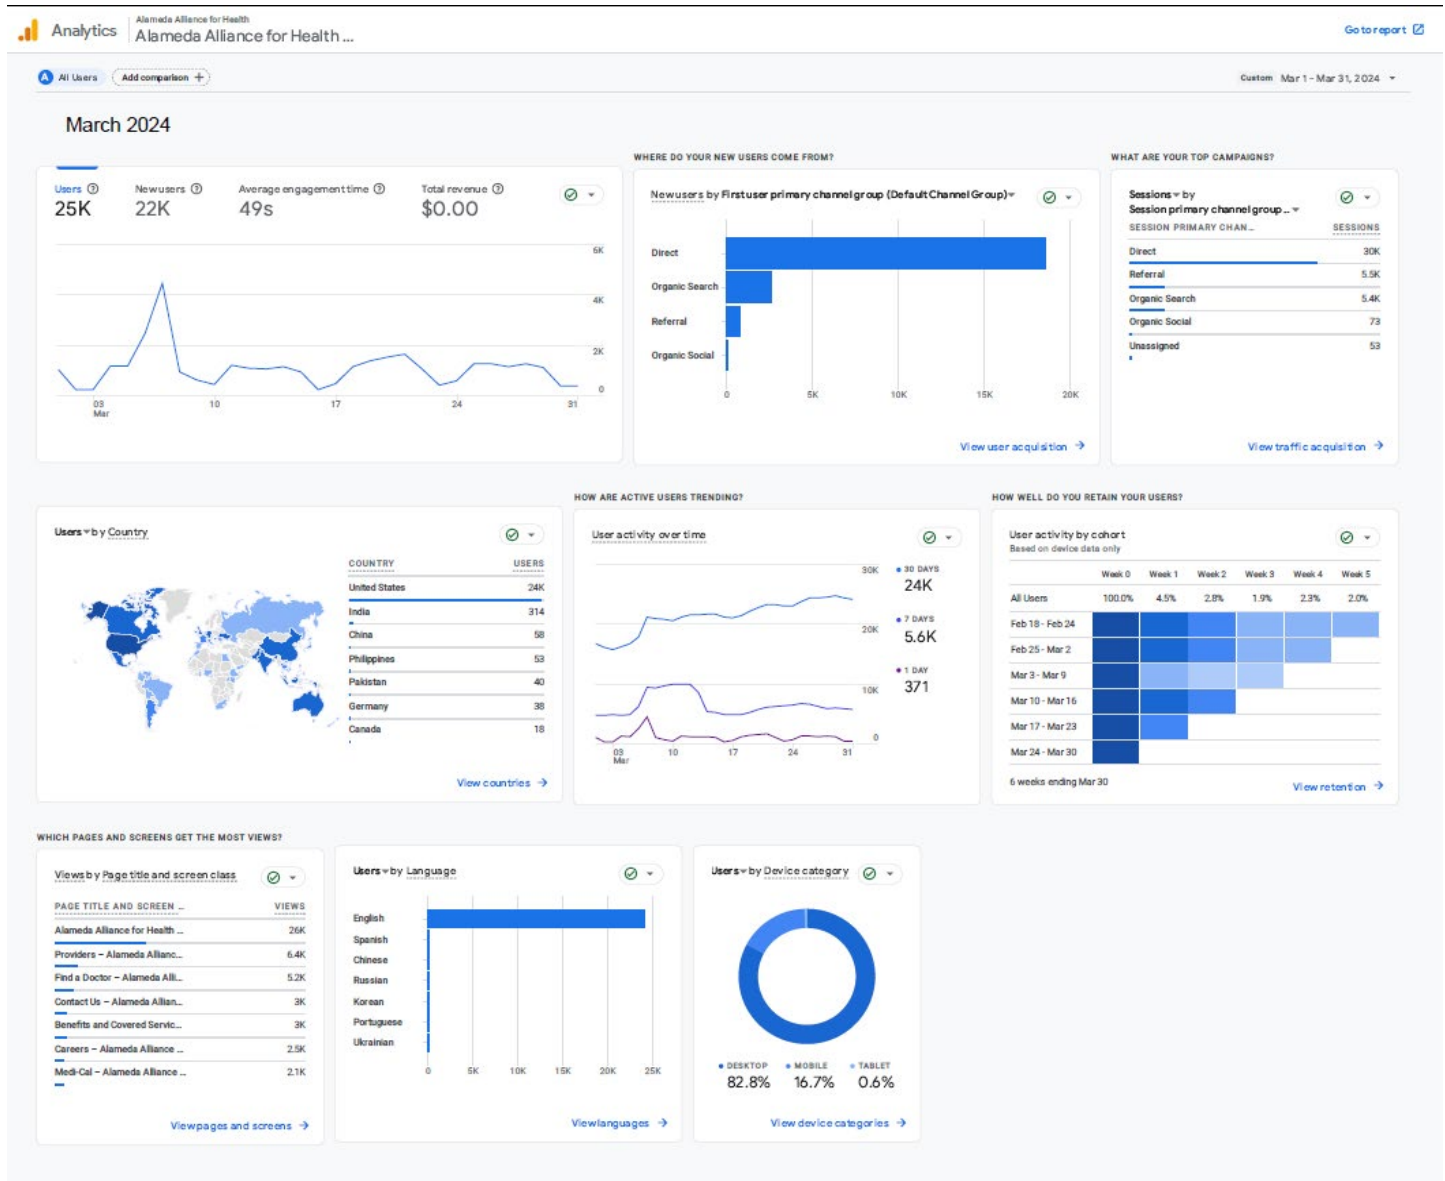 Analytics
Alameda Alliance for Health
Alameda Alliance for Health ...
Go to report
A All Users
Add comparison +
Custom Mar 1 - Mar 31, 2024
March 2024
Users
New users
Average engagement time
Total revenue
25K
22K
49s
$0.00
6K
4K
2K
0
03
Mar
10
17
24
31
WHERE DO YOUR NEW USERS COME FROM?
New users by First user primary channel group (Default Channel Group)
Direct
Organic Search
Referral
Organic Social
0
5K
10K
15K
20K
View user acquisition
WHAT ARE YOUR TOP CAMPAIGNS?
Sessions by
Session primary channel group ...
SESSION PRIMARY CHAN...
SESSIONS
Direct 30K
Referral 5.5K
Organic Search 5.4K
Organic Social 73
Unassigned 53
View traffic acquisition
Users by Country
COUNTRY USERS
United States 24K
India 314
China 58
Philippines 53
Pakistan 40
Germany 38
Canada 18
View countries
HOW ARE ACTIVE USERS TRENDING?
User activity over time
30K
20K
10K
0
03
Mar
10
17
24
31
30 DAYS
24K
7 DAYS
5.6K
1 DAY
371
HOW WELL DO YOU RETAIN YOUR USERS?
User activity by cohort
Based on device data only
Week 0 Week 1 Week 2 Week 3 Week 4 Week 5
All Users 100.0% 4.5% 2.8% 1.9% 2.3% 2.0%
Feb 18 - Feb 24
Feb 25 - Mar 2
Mar 3 - Mar 9
Mar 10 - Mar 16
Mar 17 - Mar 23
Mar 24 - Mar 30
6 weeks ending Mar 30
View retention
WHICH PAGES AND SCREENS GET THE MOST VIEWS?
Views by Page title and screen class
PAGE TITLE AND SCREEN ... VIEWS
Alameda Alliance for Health ... 26K
Providers – Alameda Allianc... 6.4K
Find a Doctor – Alameda Alli... 5.2K
Contact Us – Alameda Allian... 3K
Benefits and Covered Servic... 3K
Careers – Alameda Alliance ... 2.5K
Medi-Cal – Alameda Alliance ... 2.1K
View pages and screens
Users by Language
English
Spanish
Chinese
Russian
Korean
Portuguese
Ukrainian
0
5K
10K
15K
20K
25K
View languages
Users by Device category
DESKTOP
82.8%
MOBILE
16.7%
TABLET
0.6%
View device categories